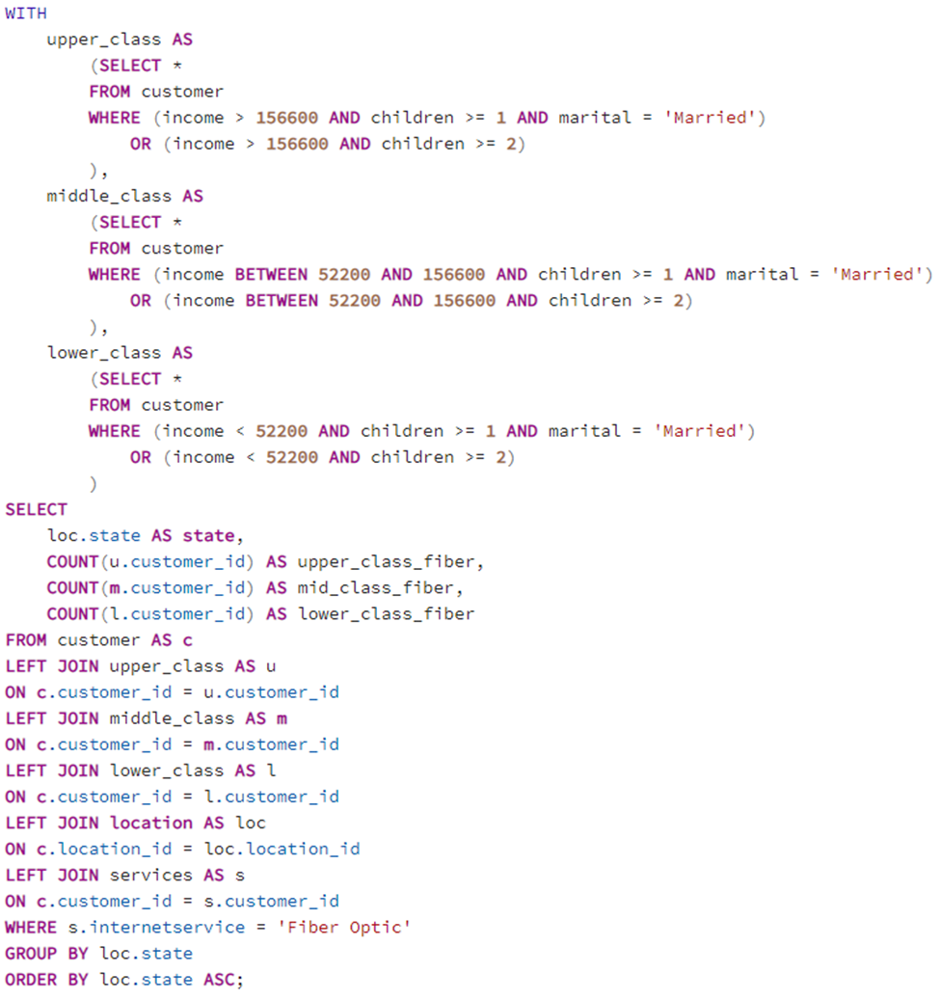 WITH
    upper_class AS
        (SELECT *
        FROM customer
        WHERE (income > 156600 AND children >= 1 AND marital = 'Married')
            OR (income > 156600 AND children >= 2)
        ),
    middle_class AS
        (SELECT *
        FROM customer
        WHERE (income BETWEEN 52200 AND 156600 AND children >= 1 AND marital = 'Married')
            OR (income BETWEEN 52200 AND 156600 AND children >= 2)
        ),
    lower_class AS
        (SELECT *
        FROM customer
        WHERE (income < 52200 AND children >= 1 AND marital = 'Married')
            OR (income < 52200 AND children >= 2)
        )
SELECT
    loc.state AS state,
    COUNT(u.customer_id) AS upper_class_fiber,
    COUNT(m.customer_id) AS mid_class_fiber,
    COUNT(l.customer_id) AS lower_class_fiber
FROM customer AS c
LEFT JOIN upper_class AS u
ON c.customer_id = u.customer_id
LEFT JOIN middle_class AS m
ON c.customer_id = m.customer_id
LEFT JOIN lower_class AS l
ON c.customer_id = l.customer_id
LEFT JOIN location AS loc
ON c.location_id = loc.location_id
LEFT JOIN services AS s
ON c.customer_id = s.customer_id
WHERE s.internetservice = 'Fiber Optic'
GROUP BY loc.state
ORDER BY loc.state ASC;